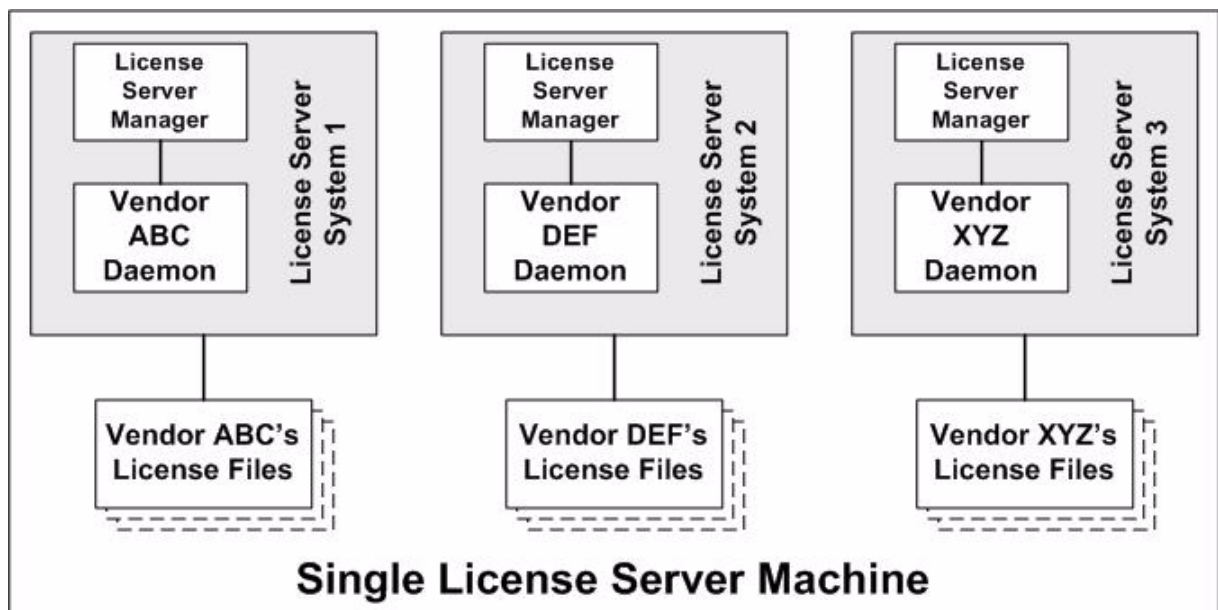 License
Server
Manager
Vendor
ABC
Daemon
License Server
System 1
Vendor ABC's
License Files
License
Server
Manager
Vendor
DEF
Daemon
License Server
System 2
Vendor DEF's
License Files
License
Server
Manager
Vendor
XYZ
Daemon
License Server
System 3
Vendor XYZ's
License Files
Single License Server Machine